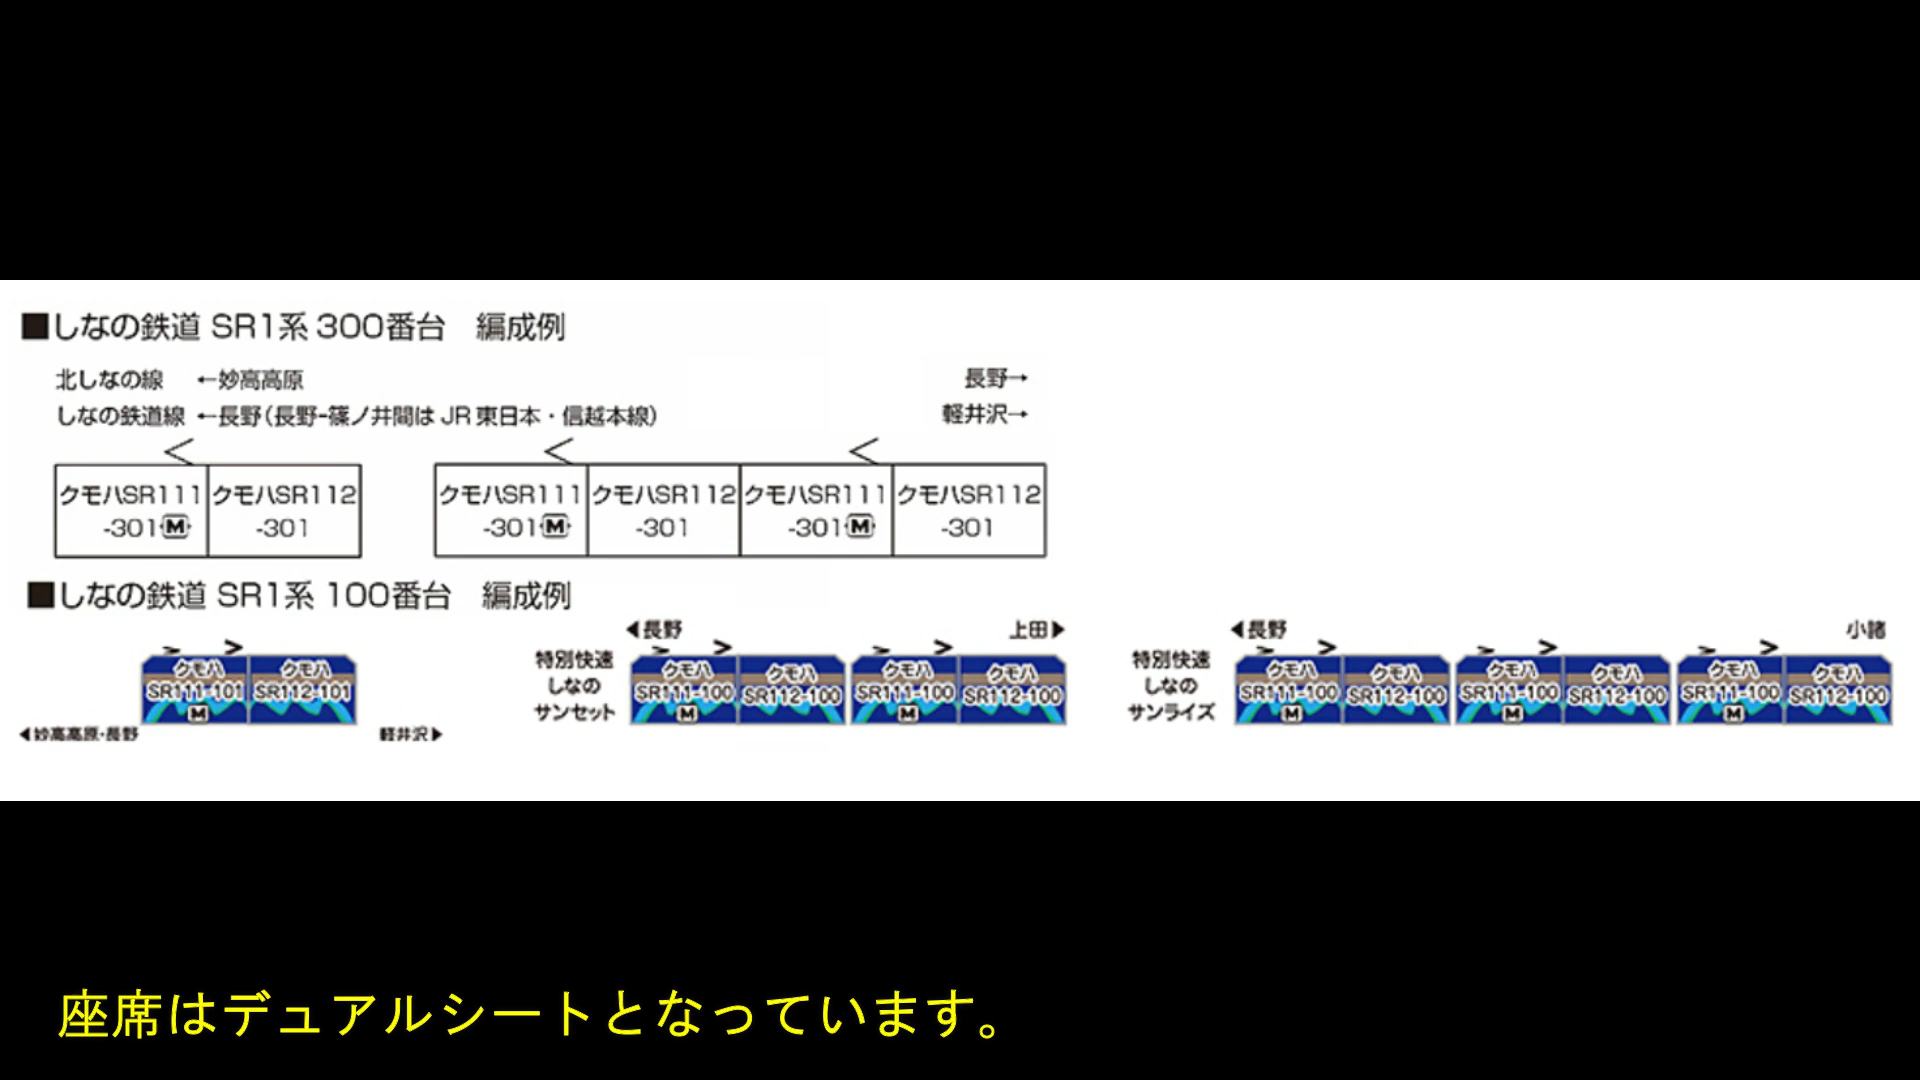 ■しなの鉄道 SR1系 300番台　編成例
北しなの線　←妙高高原　長野→
しなの鉄道線 ←長野（長野-篠ノ井間は JR 東日本・信越本線）　軽井沢→
クモハSR111 クモハSR112 クモハSR111 クモハSR112 クモハSR111 クモハSR112
-301 M -301 -301 M -301 -301 M -301
■しなの鉄道 SR1系 100番台　編成例
◀長野 上田▶ ◀長野 小諸
クモハ クモハ
SR111-101 SR112-101
M
◀妙高高原・長野 軽井沢▶
特別快速
しなの
サンセット
クモハ クモハ クモハ クモハ
SR111-100 SR112-100 SR111-100 SR112-100
M M
特別快速
しなの
サンライズ
クモハ クモハ クモハ クモハ クモハ クモハ
SR111-100 SR112-100 SR111-100 SR112-100 SR111-100 SR112-100
M M M
座席はデュアルシートとなっています。